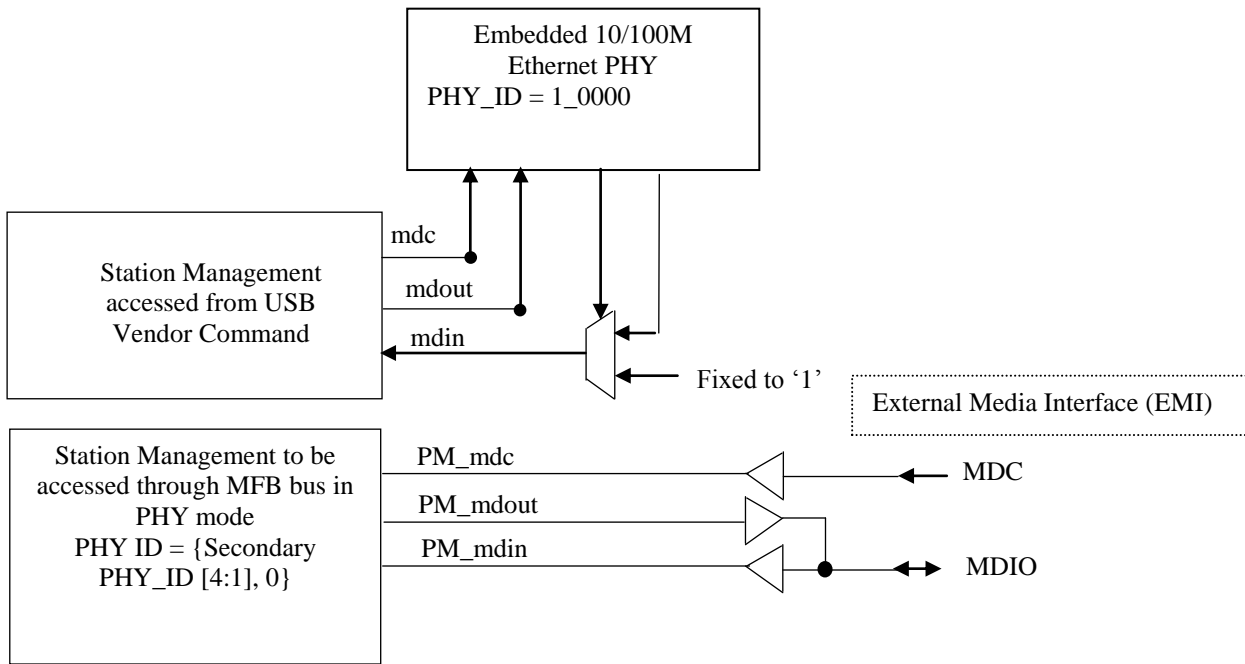 Embedded 10/100M
Ethernet PHY
PHY_ID = 1_0000
mdc
Station Management
accessed from USB
Vendor Command
mdout
mdin
Fixed to ‘1’
External Media Interface (EMI)
Station Management to be
accessed through MFB bus in
PHY mode
PHY ID = {Secondary
PHY_ID [4:1], 0}
PM_mdc
MDC
PM_mdout
PM_mdin
MDIO